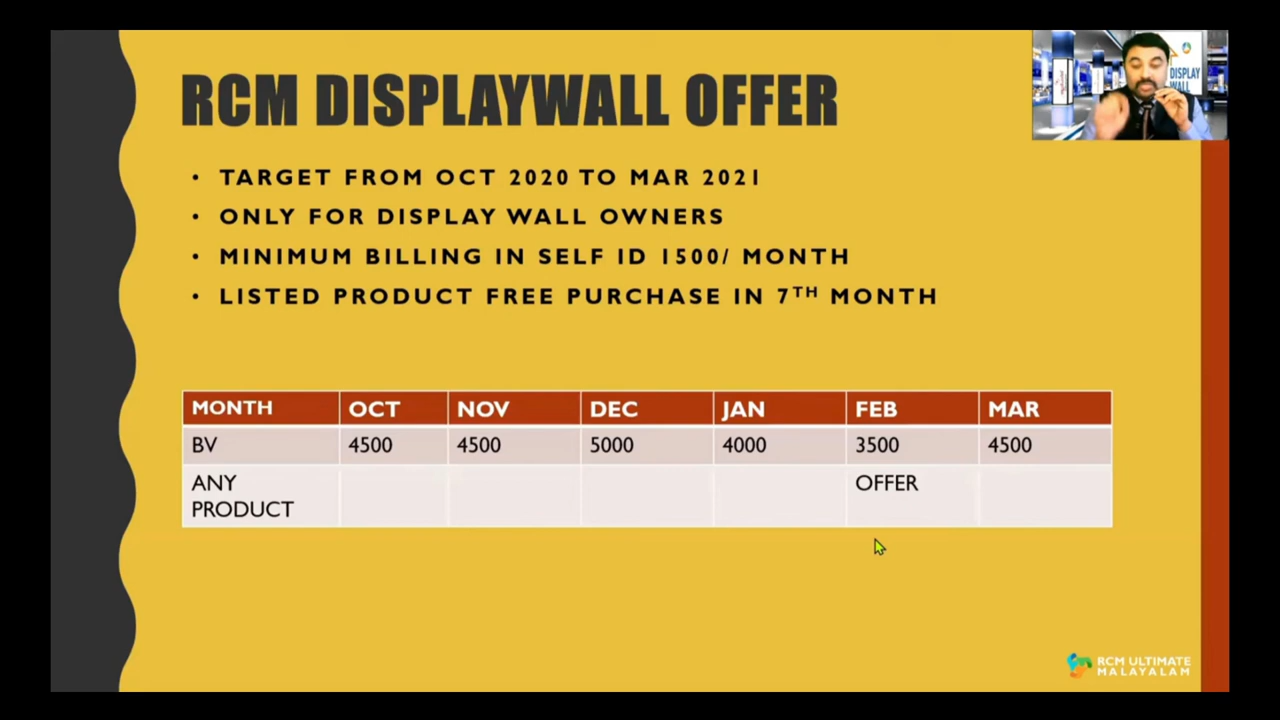 RCM DISPLAYWALL OFFER
DISPLAY
WALL
• TARGET FROM OCT 2020 TO MAR 2021
• ONLY FOR DISPLAY WALL OWNERS
• MINIMUM BILLING IN SELF ID 1500/ MONTH
• LISTED PRODUCT FREE PURCHASE IN 7TH MONTH
MONTH OCT NOV DEC JAN FEB MAR
BV 4500 4500 5000 4000 3500 4500
ANY OFFER
PRODUCT
RCM ULTIMATE
MALAYALAM